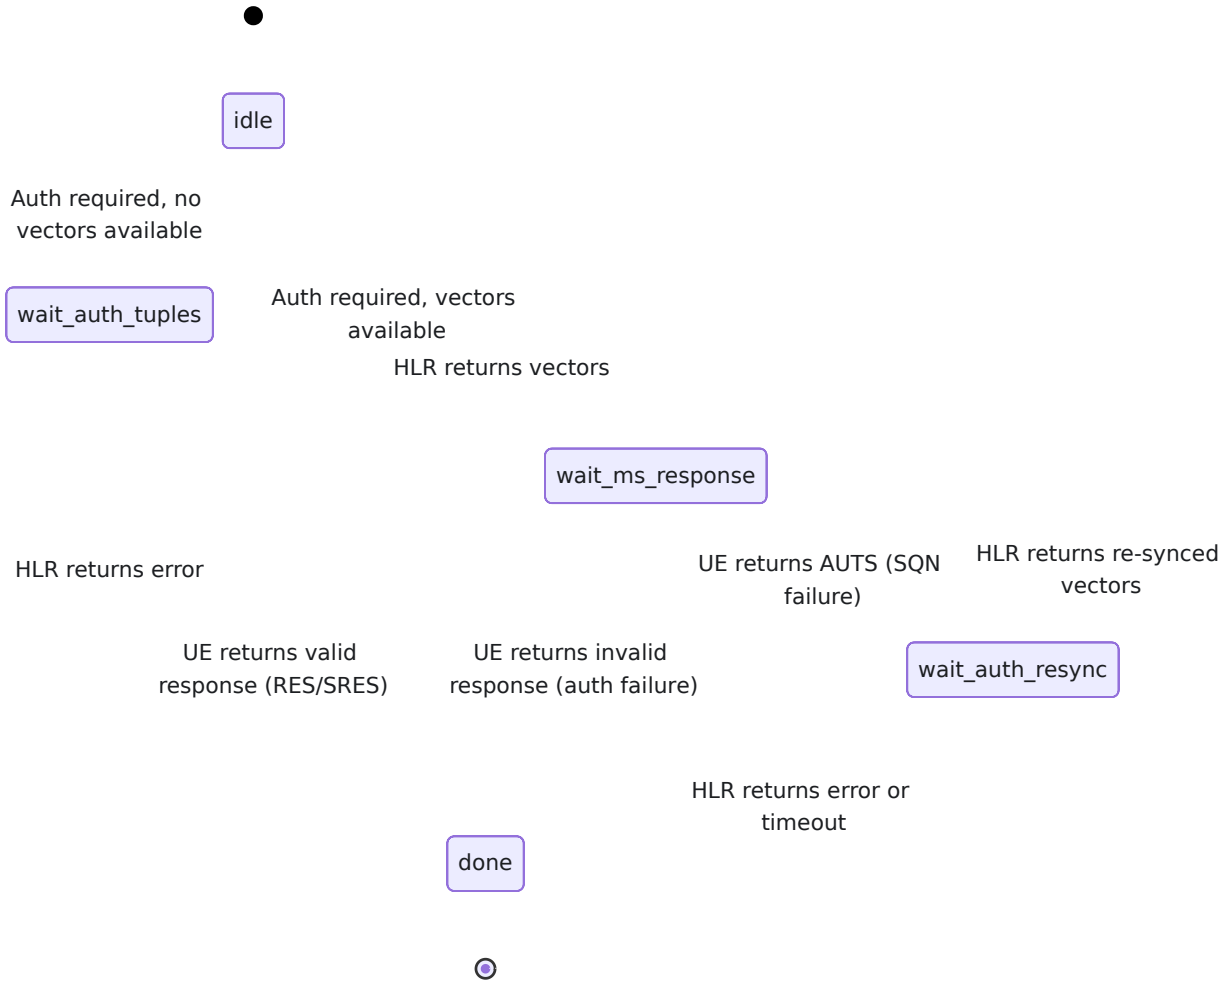 idle
Auth required, no
vectors available
wait_auth_tuples
Auth required, vectors
available
HLR returns vectors
wait_ms_response
HLR returns error
UE returns AUTS (SQN
failure)
HLR returns re-synced
vectors
UE returns valid
response (RES/SRES)
UE returns invalid
response (auth failure)
wait_auth_resync
HLR returns error or
timeout
done